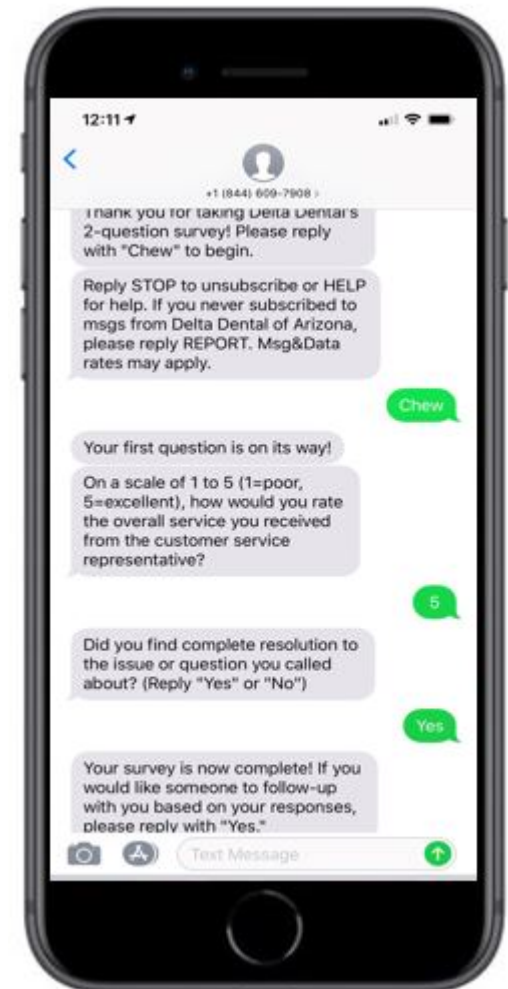 12:11
+1 (844) 609-7908 >
Thank you for taking Delta Dental's
2-question survey! Please reply
with "Chew" to begin.
Reply STOP to unsubscribe or HELP
for help. If you never subscribed to
msgs from Delta Dental of Arizona,
please reply REPORT. Msg&Data
rates may apply.
Chew
Your first question is on its way!
On a scale of 1 to 5 (1=poor,
5=excellent), how would you rate
the overall service you received
from the customer service
representative?
5
Did you find complete resolution to
the issue or question you called
about? (Reply "Yes" or "No")
Yes
Your survey is now complete! If you
would like someone to follow-up
with you based on your responses,
please reply with "Yes."
Text Message